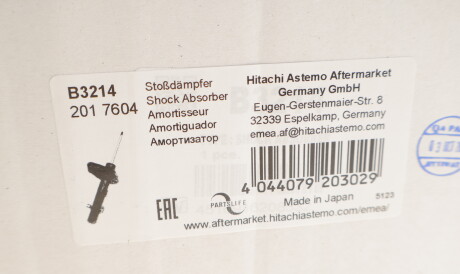 B3214
201 7604
Stoßdämpfer
Shock Absorber
Amortisseur
Amortiguador
Амортизатор
Hitachi Astemo Aftermarket
Germany GmbH
Eugen-Gerstenmaier-Str. 8
32339 Espelkamp, Germany
emea.af@hitachiastemo.com
4 044079 203029
EAC
PARTSLIFE
Made in Japan
5123
www.aftermarket.hitachiastemo.com/emea/